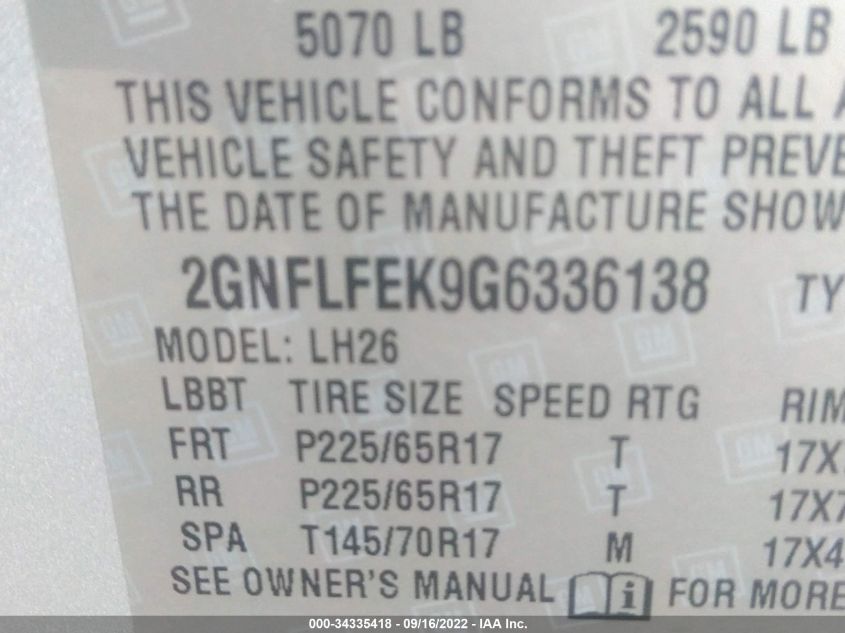 5070 LB 2590 LB
THIS VEHICLE CONFORMS TO ALL
VEHICLE SAFETY AND THEFT PREVE
THE DATE OF MANUFACTURE SHOW
2GNFLFEK9G6336138 TY
MODEL: LH26
LBBT TIRE SIZE SPEED RTG RIM
FRT P225/65R17 T 17X
RR P225/65R17 T 17X7
SPA T145/70R17 M 17X4
SEE OWNER'S MANUAL i FOR MORE
000-34335418 - 09/16/2022 - IAA Inc.